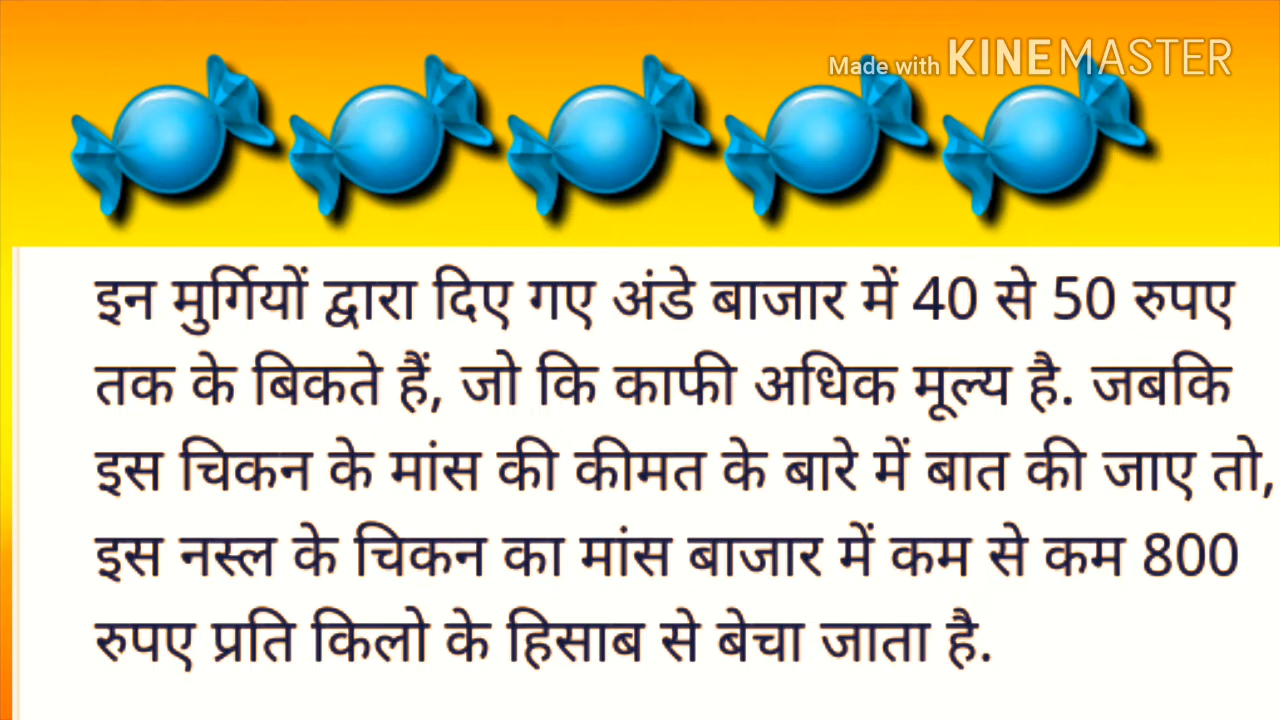 Made with KINEMASTER
इन मुर्गियों द्वारा दिए गए अंडे बाजार में 40 से 50 रुपए
तक के बिकते हैं, जो कि काफी अधिक मूल्य है. जबकि
इस चिकन के मांस की कीमत के बारे में बात की जाए तो,
इस नस्ल के चिकन का मांस बाजार में कम से कम 800
रुपए प्रति किलो के हिसाब से बेचा जाता है.